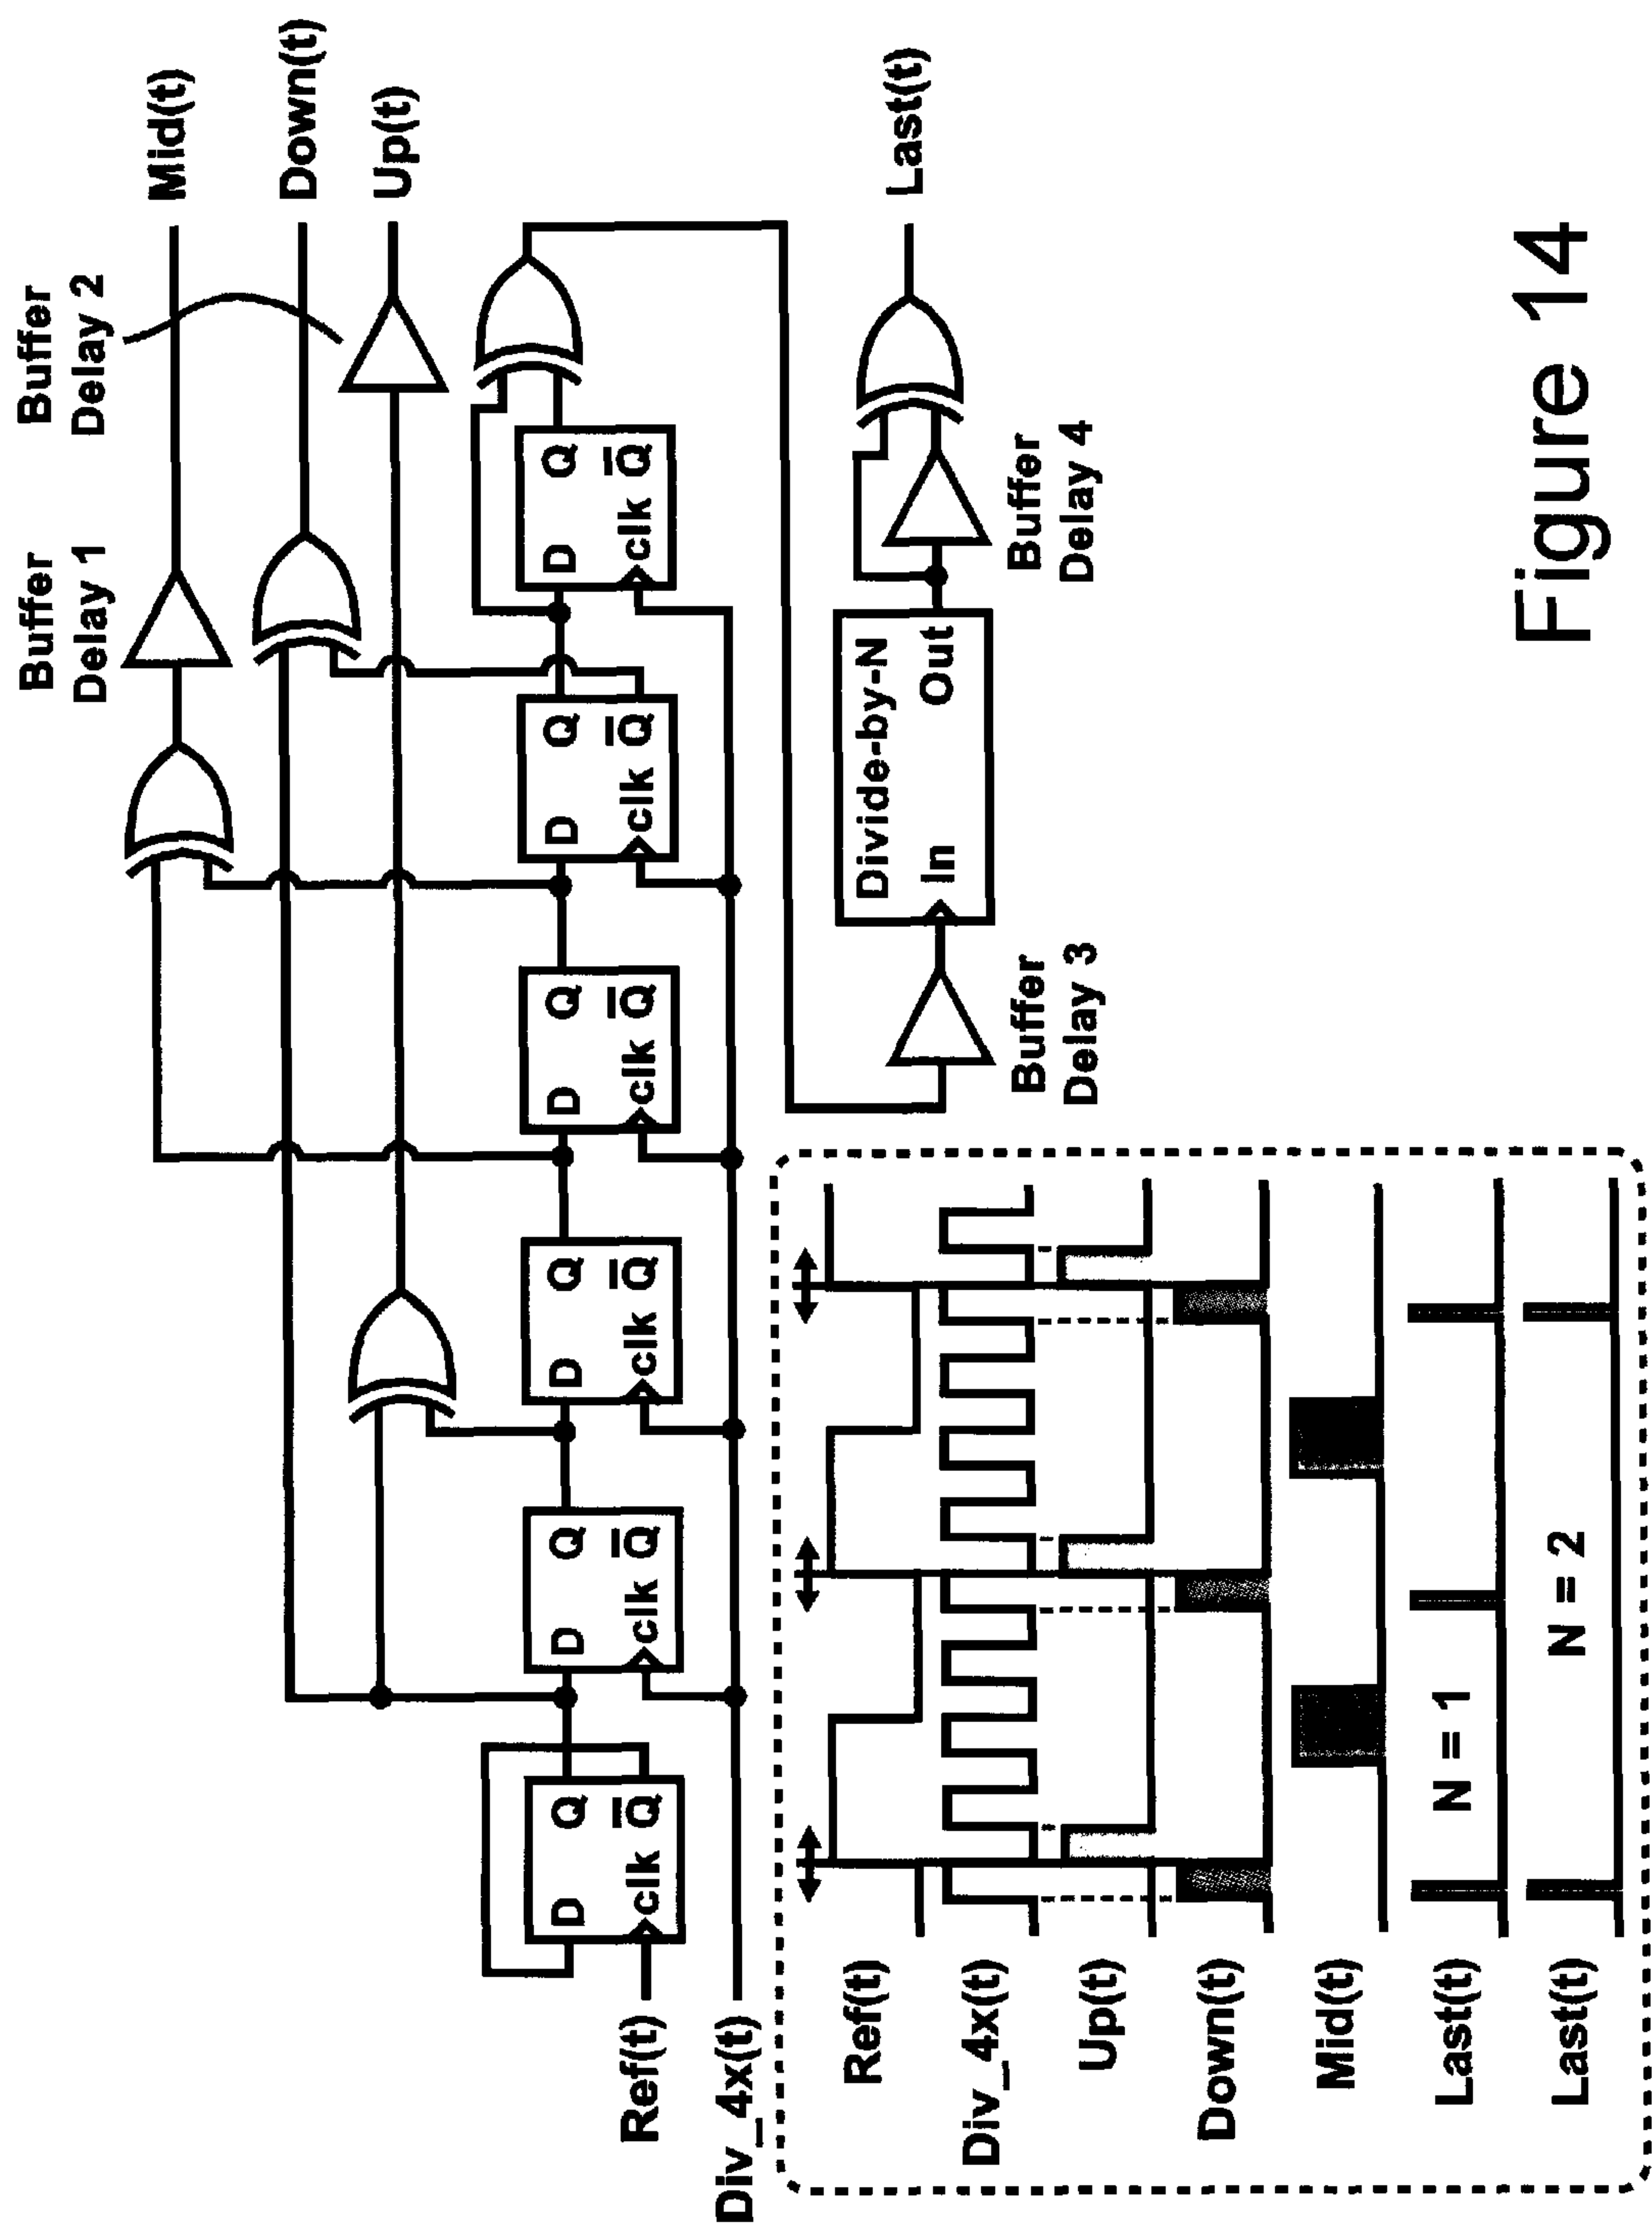 Buffer
Delay 1
Buffer
Delay 2
Mid(t)
Down(t)
Up(t)
D Q
clk Q̅
D Q
clk Q̅
D Q
clk Q̅
D Q
clk Q̅
D Q
clk Q̅
D Q
clk Q̅
Ref(t)
Div_4x(t)
Divide-by-N
In Out
Buffer
Delay 3
Buffer
Delay 4
Last(t)
Ref(t)
Div_4x(t)
Up(t)
Down(t)
Mid(t)
Last(t)
N = 1
Last(t)
N = 2
Figure 14